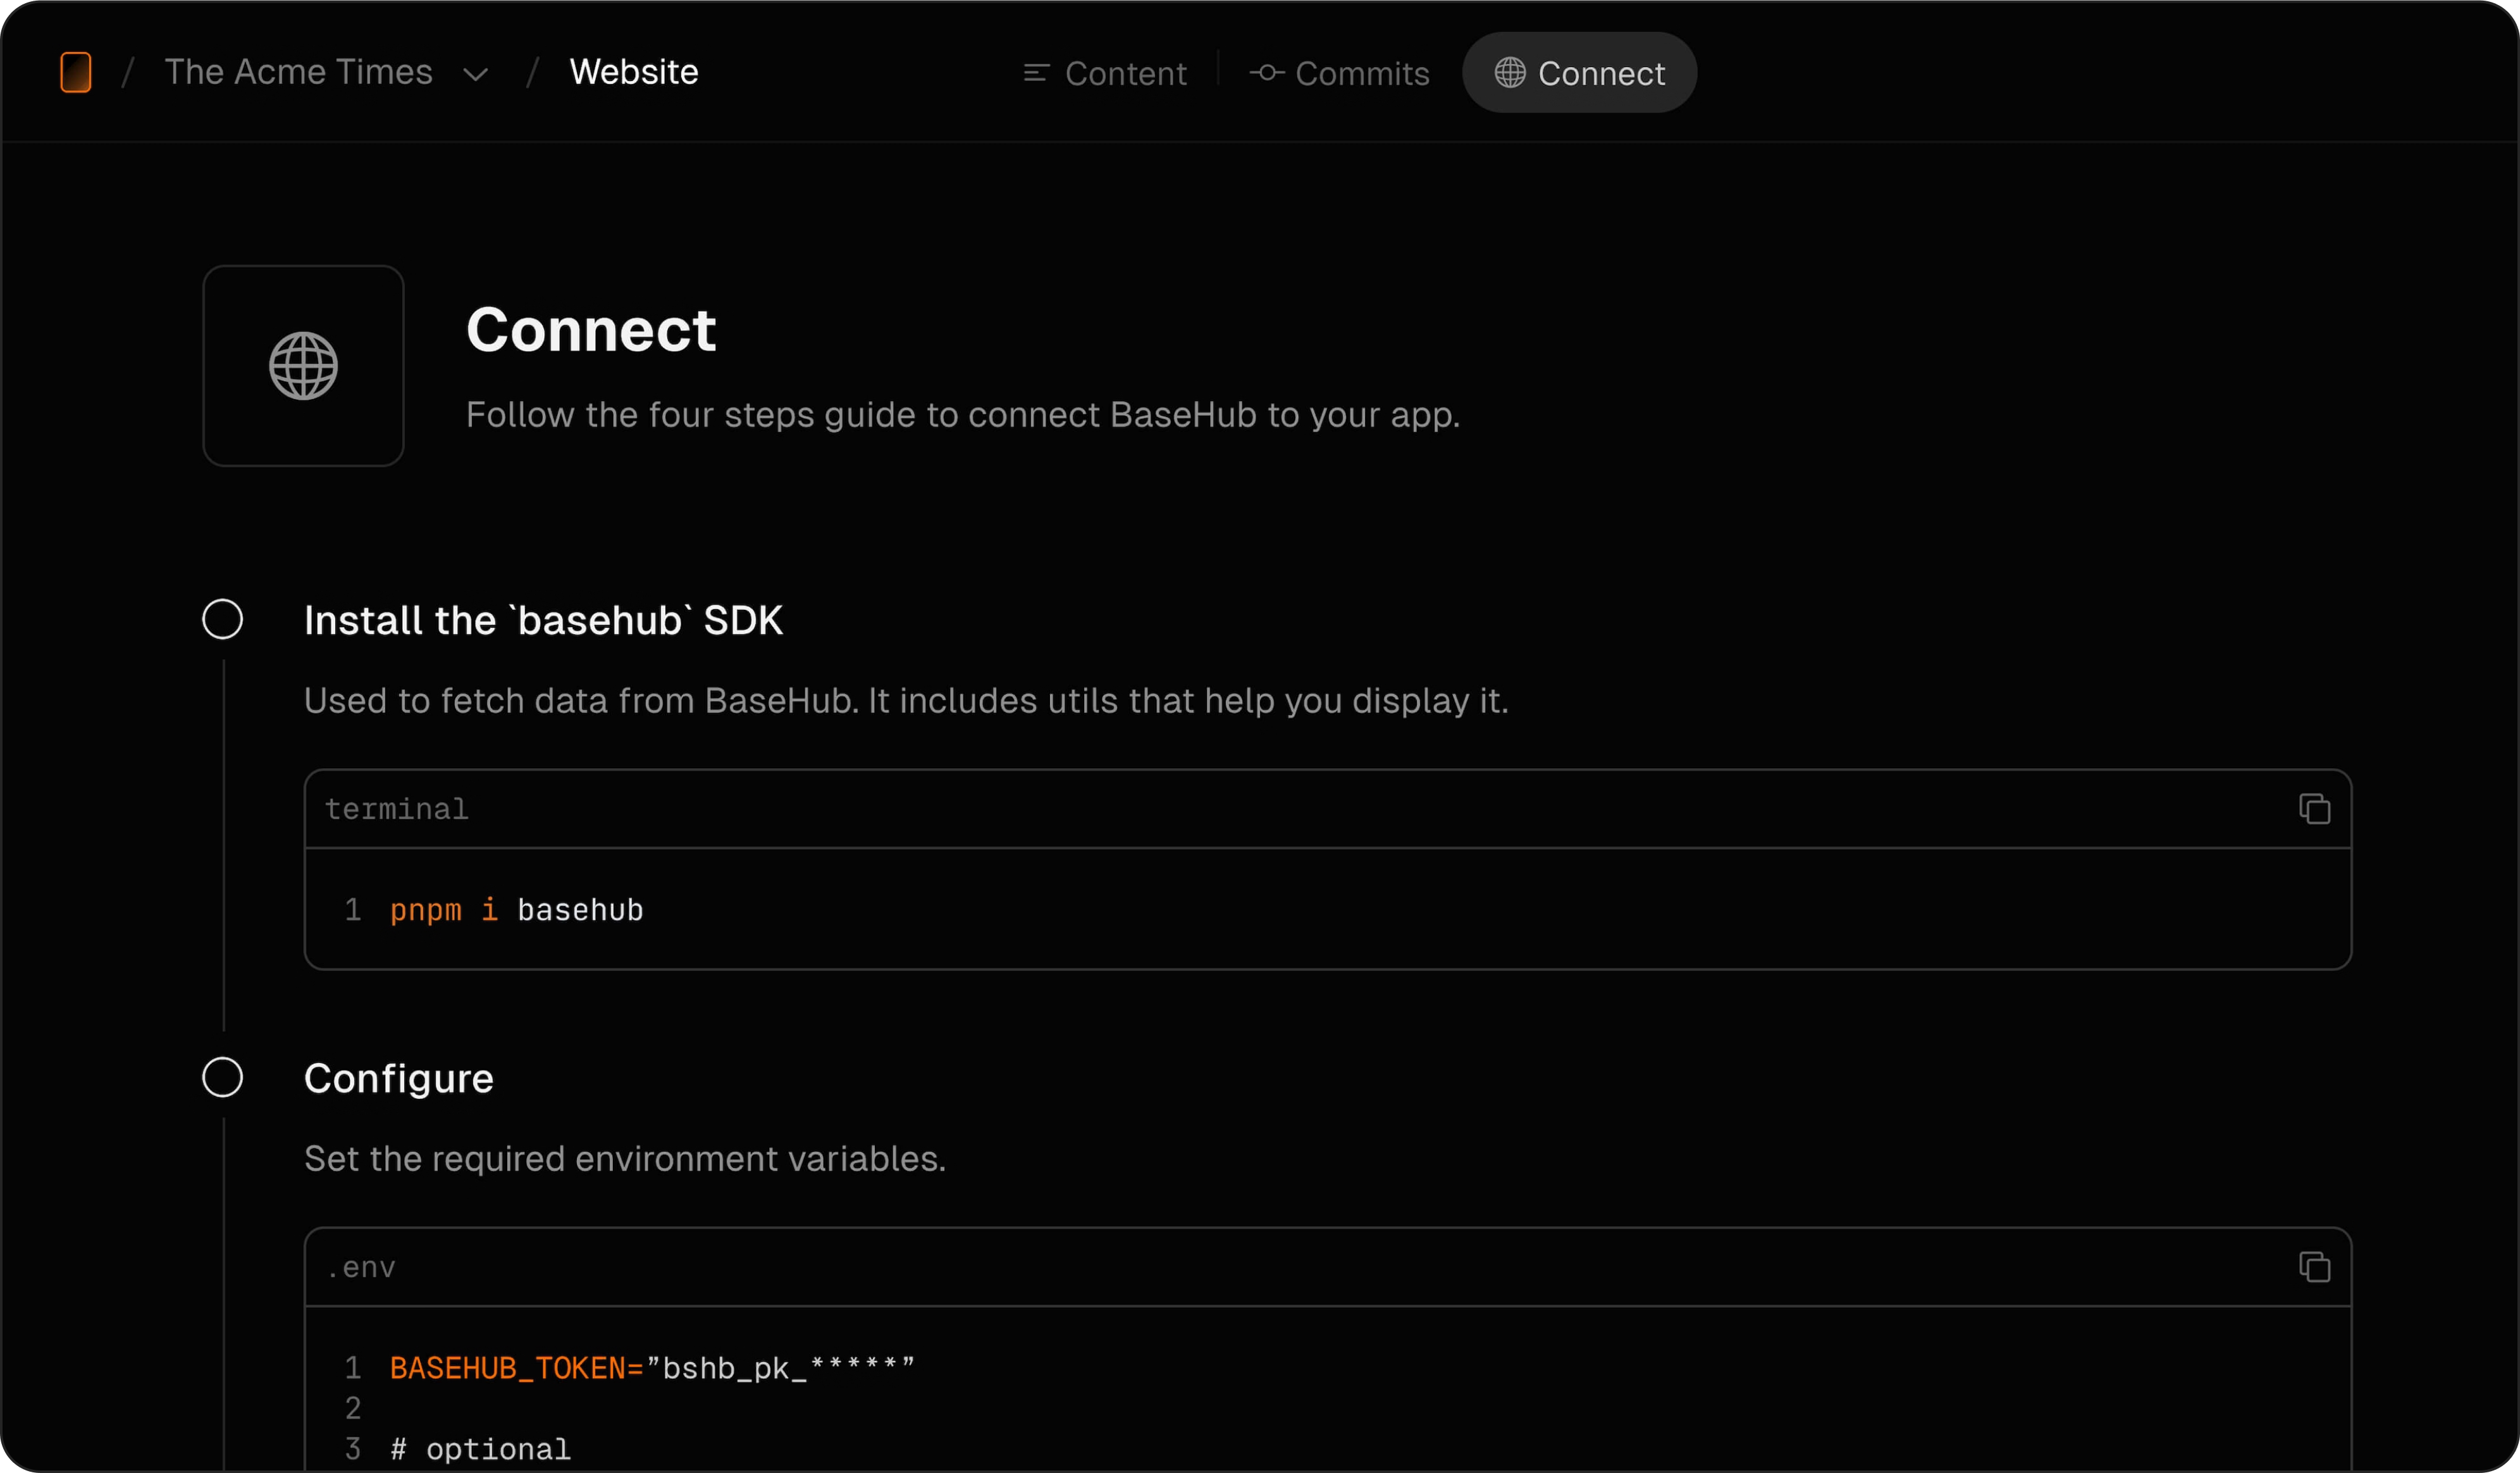 / The Acme Times / Website Content Commits Connect
Connect
Follow the four steps guide to connect BaseHub to your app.
Install the `basehub` SDK
Used to fetch data from BaseHub. It includes utils that help you display it.
terminal
1 pnpm i basehub
Configure
Set the required environment variables.
.env
1 BASEHUB_TOKEN=”bshb_pk_*****”
2
3 # optional